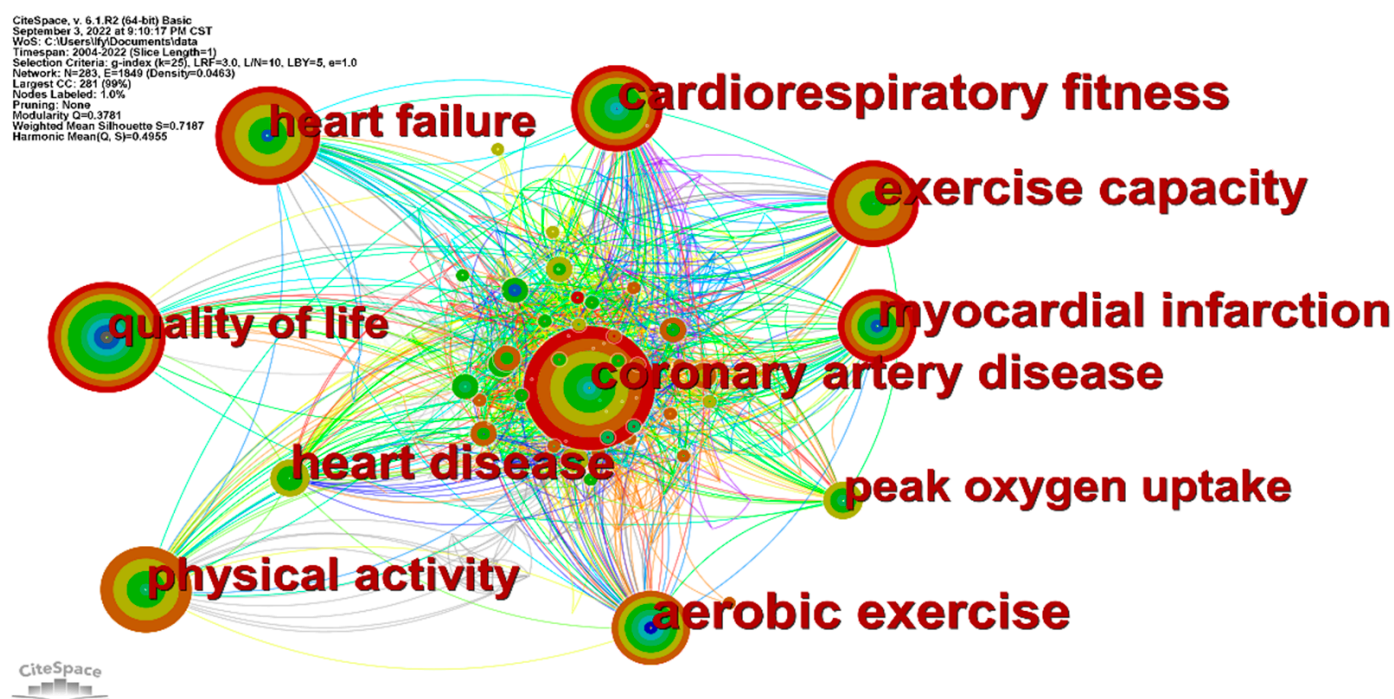 CiteSpace, v. 6.1.R2 (64-bit) Basic
September 3, 2022 at 9:10:17 PM CST
WoS: C:\Users\lfy\Documents\data
Timespan: 2004-2022 (Slice Length=1)
Selection Criteria: g-index (k=25), LRF=3.0, L/N=10, LBY=5, e=1.0
Network: N=283, E=1849 (Density=0.0463)
Largest CC: 281 (99%)
Nodes Labeled: 1.0%
Pruning: None
Modularity Q=0.3781
Weighted Mean Silhouette S=0.7187
Harmonic Mean(Q, S)=0.4955
cardiorespiratory fitness
heart failure
exercise capacity
myocardial infarction
quality of life
coronary artery disease
heart disease
peak oxygen uptake
physical activity
aerobic exercise
CiteSpace